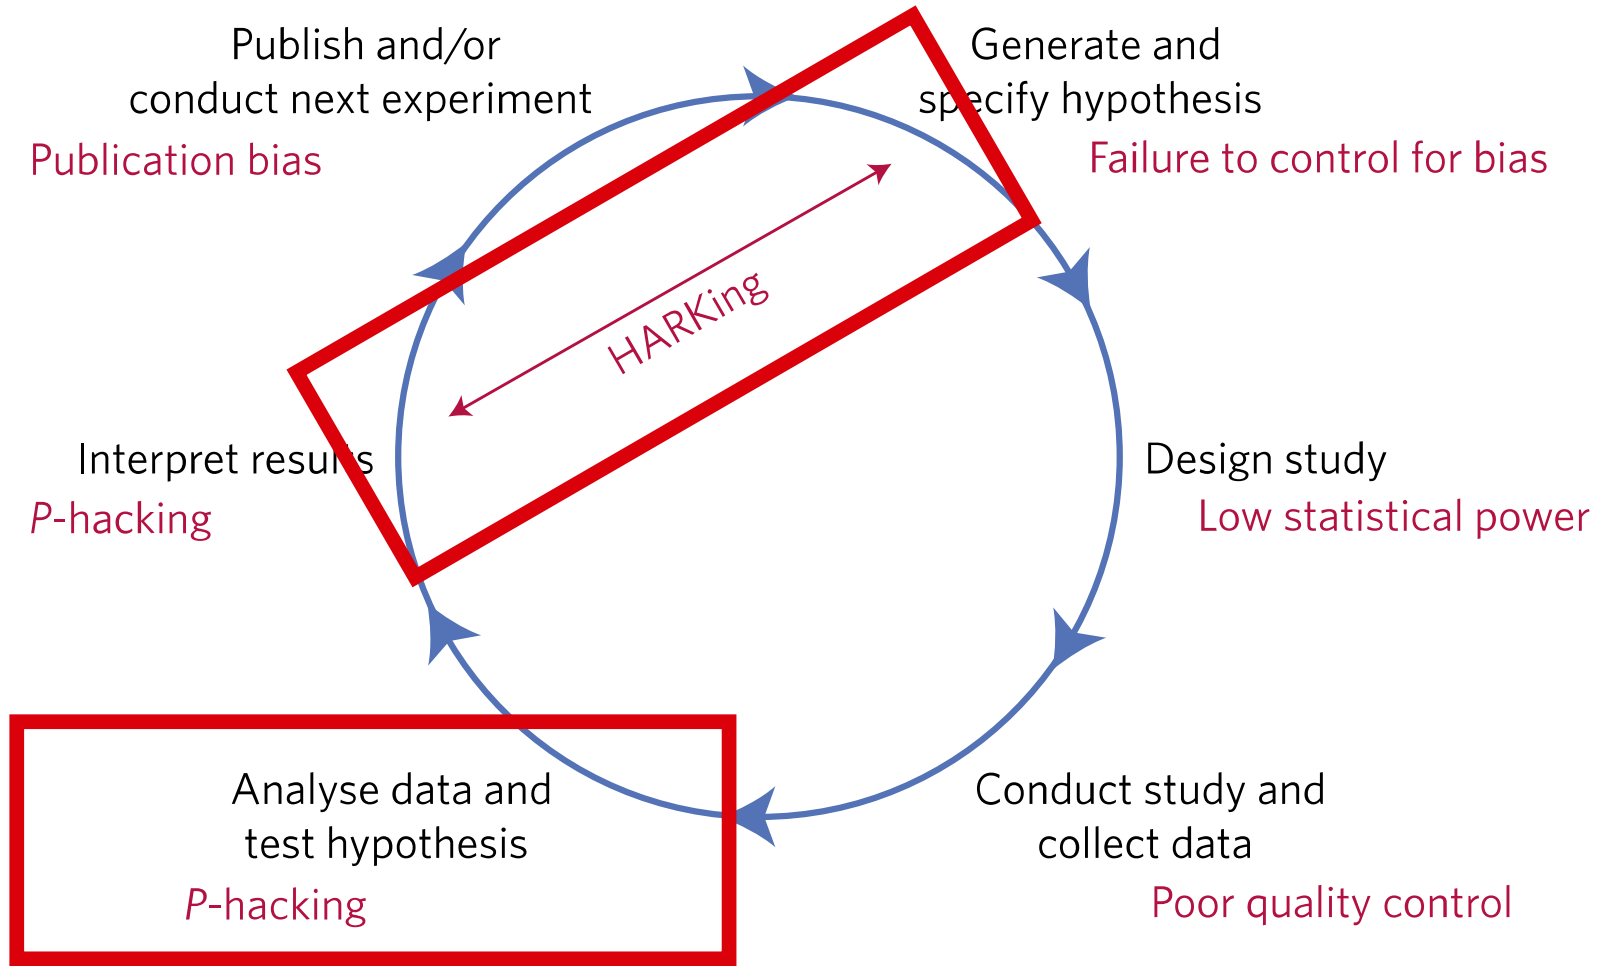 Publish and/or
conduct next experiment
Publication bias
Generate and
specify hypothesis
Failure to control for bias
HARKing
Interpret results
P-hacking
Design study
Low statistical power
Analyse data and
test hypothesis
P-hacking
Conduct study and
collect data
Poor quality control